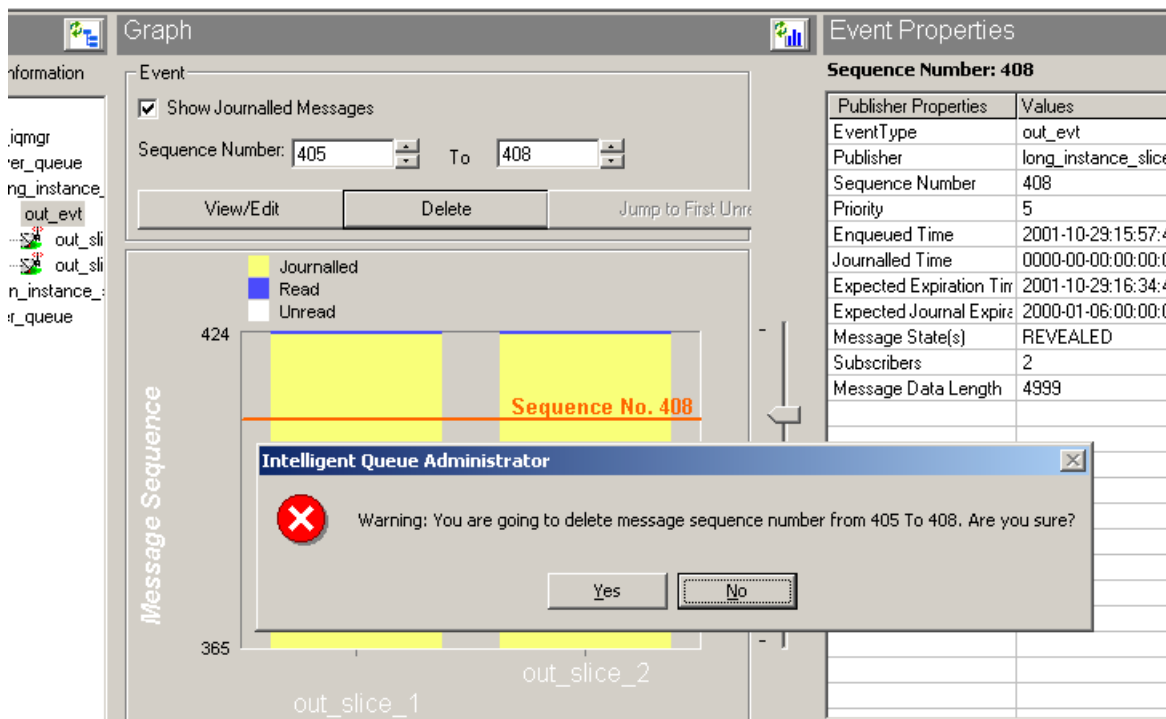 Graph
Event Properties
nformation
Event
Sequence Number: 408
Show Journalled Messages
Publisher Properties Values
_iqmgr
EventType out_evt
er_queue
Sequence Number: 405 To 408
Publisher long_instance_slice
ng_instance_
Sequence Number 408
out_evt
View/Edit Delete Jump to First Unre
Priority 5
out_sli
Enqueued Time 2001-10-29:15:57:4
out_sli
Journalled
Journalled Time 0000-00-00:00:00:0
n_instance_
Read
Expected Expiration Tim 2001-10-29:16:34:4
er_queue
Unread
Expected Journal Expira 2000-01-06:00:00:0
424
Message State(s) REVEALED
Subscribers 2
Message Data Length 4999
Message Sequence
Sequence No. 408
Intelligent Queue Administrator
Warning: You are going to delete message sequence number from 405 To 408. Are you sure?
Yes No
365
out_slice_2
out_slice_1